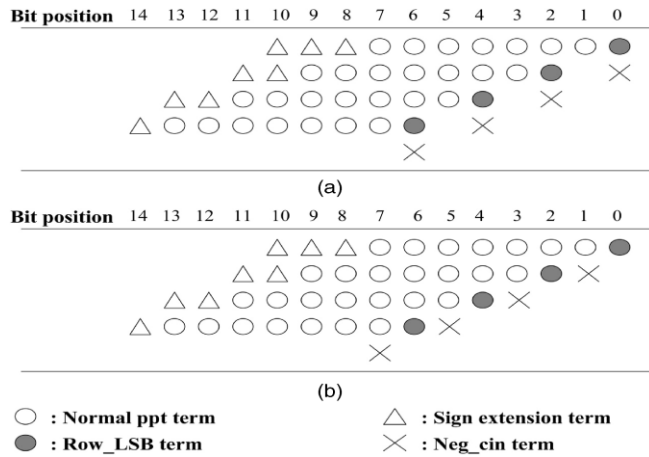 Bit position 14 13 12 11 10 9 8 7 6 5 4 3 2 1 0
(a)
Bit position 14 13 12 11 10 9 8 7 6 5 4 3 2 1 0
(b)
: Normal ppt term : Sign extension term
: Row_LSB term : Neg_cin term